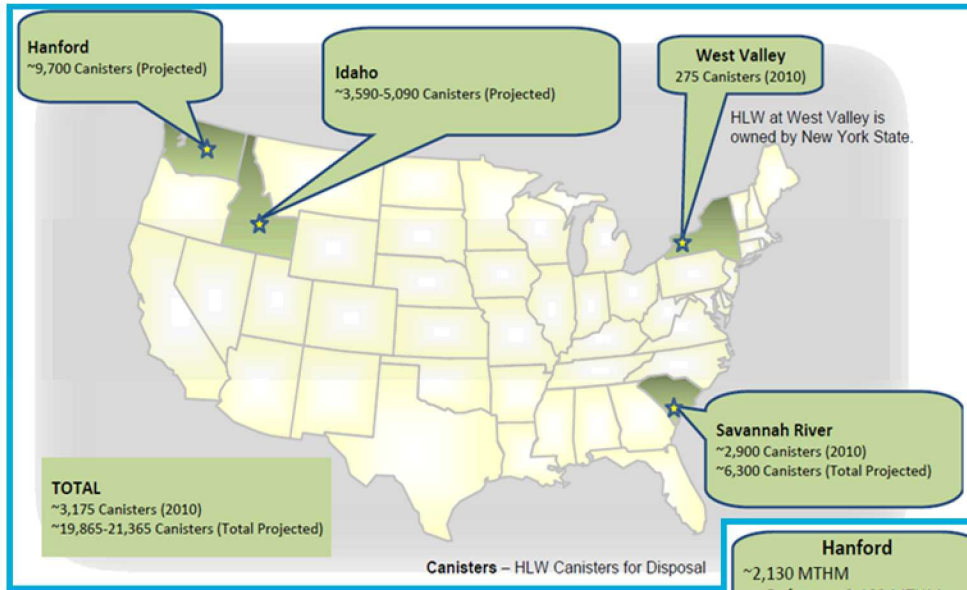 Hanford
~9,700 Canisters (Projected)
Idaho
~3,590-5,090 Canisters (Projected)
West Valley
275 Canisters (2010)
HLW at West Valley is
owned by New York State.
Savannah River
~2,900 Canisters (2010)
~6,300 Canisters (Total Projected)
TOTAL
~3,175 Canisters (2010)
~19,865-21,365 Canisters (Total Projected)
Canisters – HLW Canisters for Disposal
Hanford
~2,130 MTHM